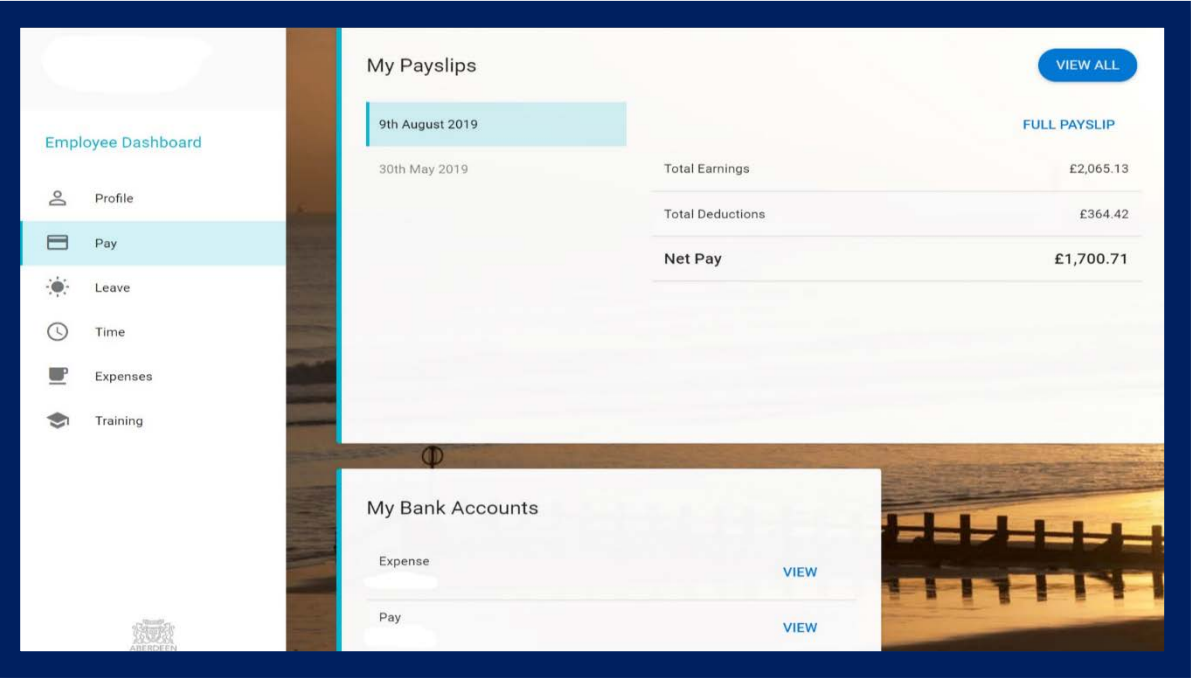 Employee Dashboard
Profile
Pay
Leave
Time
Expenses
Training
ABERDEEN
My Payslips
VIEW ALL
9th August 2019
FULL PAYSLIP
30th May 2019
Total Earnings £2,065.13
Total Deductions £364.42
Net Pay £1,700.71
My Bank Accounts
Expense
VIEW
Pay
VIEW